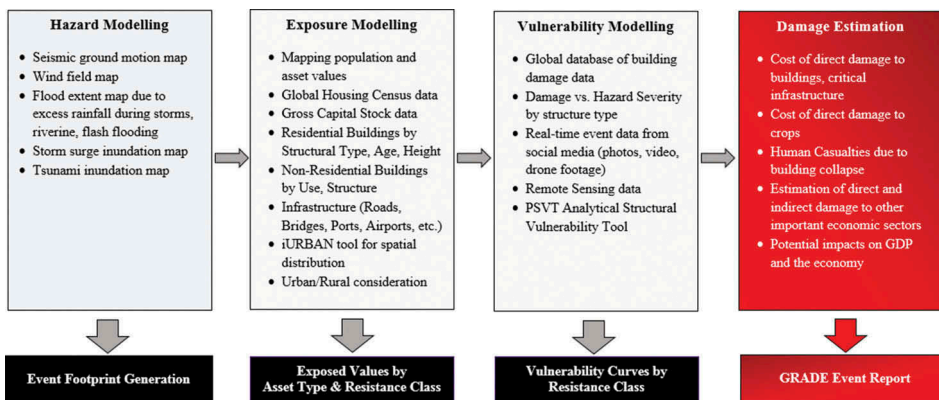 Hazard Modelling
• Seismic ground motion map
• Wind field map
• Flood extent map due to
excess rainfall during storms,
riverine, flash flooding
• Storm surge inundation map
• Tsunami inundation map
Event Footprint Generation
Exposure Modelling
• Mapping population and
asset values
• Global Housing Census data
• Gross Capital Stock data
• Residential Buildings by
Structural Type, Age, Height
• Non-Residential Buildings
by Use, Structure
• Infrastructure (Roads,
Bridges, Ports, Airports, etc.)
• iURBAN tool for spatial
distribution
• Urban/Rural consideration
Exposed Values by
Asset Type & Resistance Class
Vulnerability Modelling
• Global database of building
damage data
• Damage vs. Hazard Severity
by structure type
• Real-time event data from
social media (photos, video,
drone footage)
• Remote Sensing data
• PSVT Analytical Structural
Vulnerability Tool
Vulnerability Curves by
Resistance Class
Damage Estimation
• Cost of direct damage to
buildings, critical
infrastructure
• Cost of direct damage to
crops
• Human Casualties due to
building collapse
• Estimation of direct and
indirect damage to other
important economic sectors
• Potential impacts on GDP
and the economy
GRADE Event Report